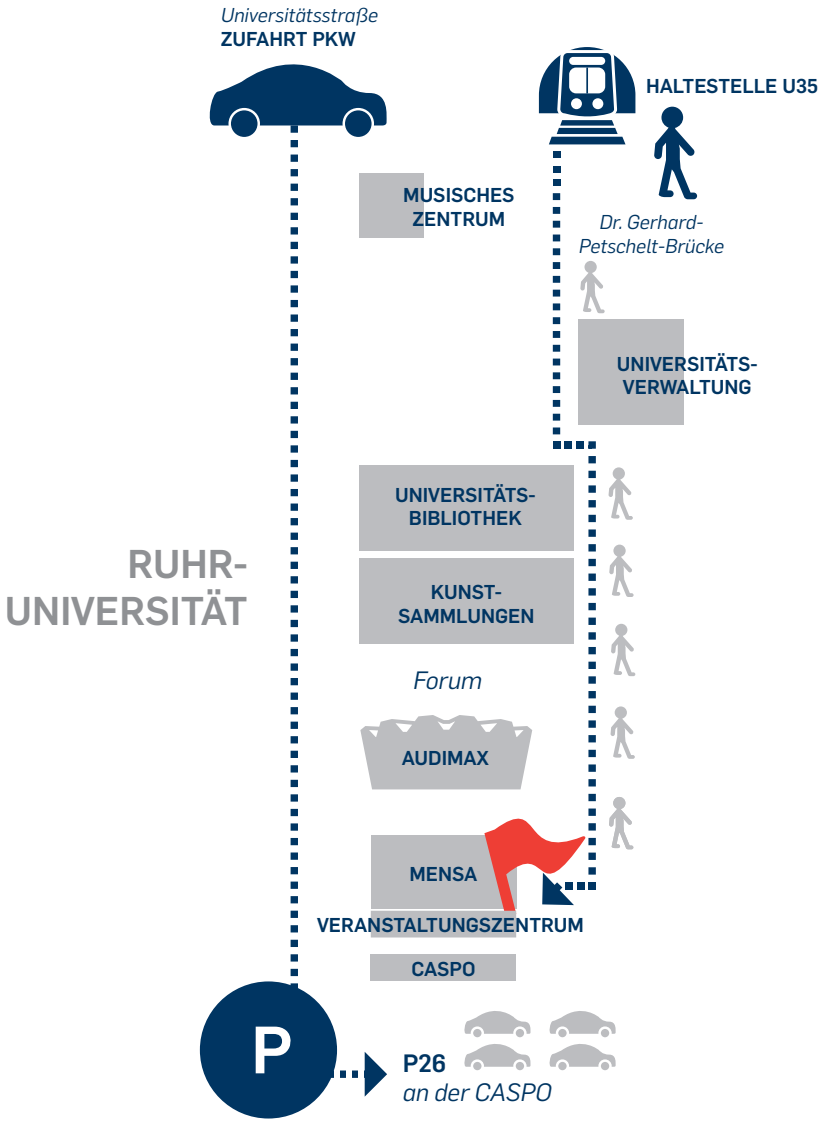 Universitätsstraße
ZUFAHRT PKW
HALTESTELLE U35
MUSISCHES
ZENTRUM
Dr. Gerhard-
Petschelt-Brücke
UNIVERSITÄTS-
VERWALTUNG
UNIVERSITÄTS-
BIBLIOTHEK
RUHR-
UNIVERSITÄT
KUNST-
SAMMLUNGEN
Forum
AUDIMAX
MENSA
VERANSTALTUNGSZENTRUM
CASPO
P
P26
an der CASPO